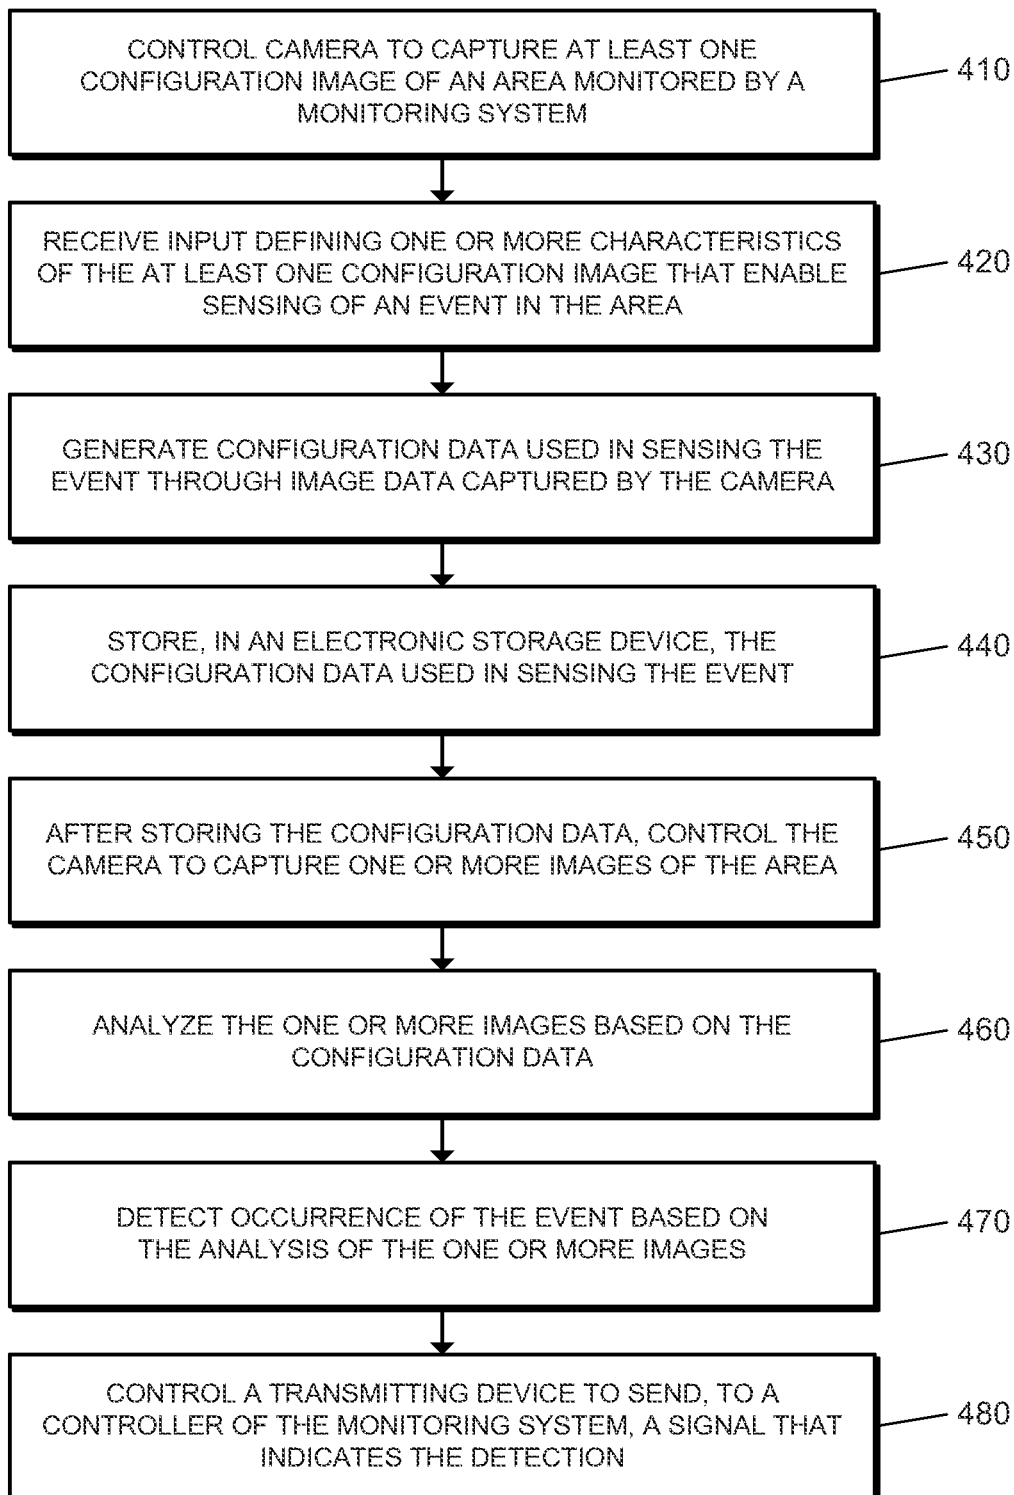 CONTROL CAMERA TO CAPTURE AT LEAST ONE
CONFIGURATION IMAGE OF AN AREA MONITORED BY A
MONITORING SYSTEM
410
RECEIVE INPUT DEFINING ONE OR MORE CHARACTERISTICS
OF THE AT LEAST ONE CONFIGURATION IMAGE THAT ENABLE
SENSING OF AN EVENT IN THE AREA
420
GENERATE CONFIGURATION DATA USED IN SENSING THE
EVENT THROUGH IMAGE DATA CAPTURED BY THE CAMERA
430
STORE, IN AN ELECTRONIC STORAGE DEVICE, THE
CONFIGURATION DATA USED IN SENSING THE EVENT
440
AFTER STORING THE CONFIGURATION DATA, CONTROL THE
CAMERA TO CAPTURE ONE OR MORE IMAGES OF THE AREA
450
ANALYZE THE ONE OR MORE IMAGES BASED ON THE
CONFIGURATION DATA
460
DETECT OCCURRENCE OF THE EVENT BASED ON
THE ANALYSIS OF THE ONE OR MORE IMAGES
470
CONTROL A TRANSMITTING DEVICE TO SEND, TO A
CONTROLLER OF THE MONITORING SYSTEM, A SIGNAL THAT
INDICATES THE DETECTION
480